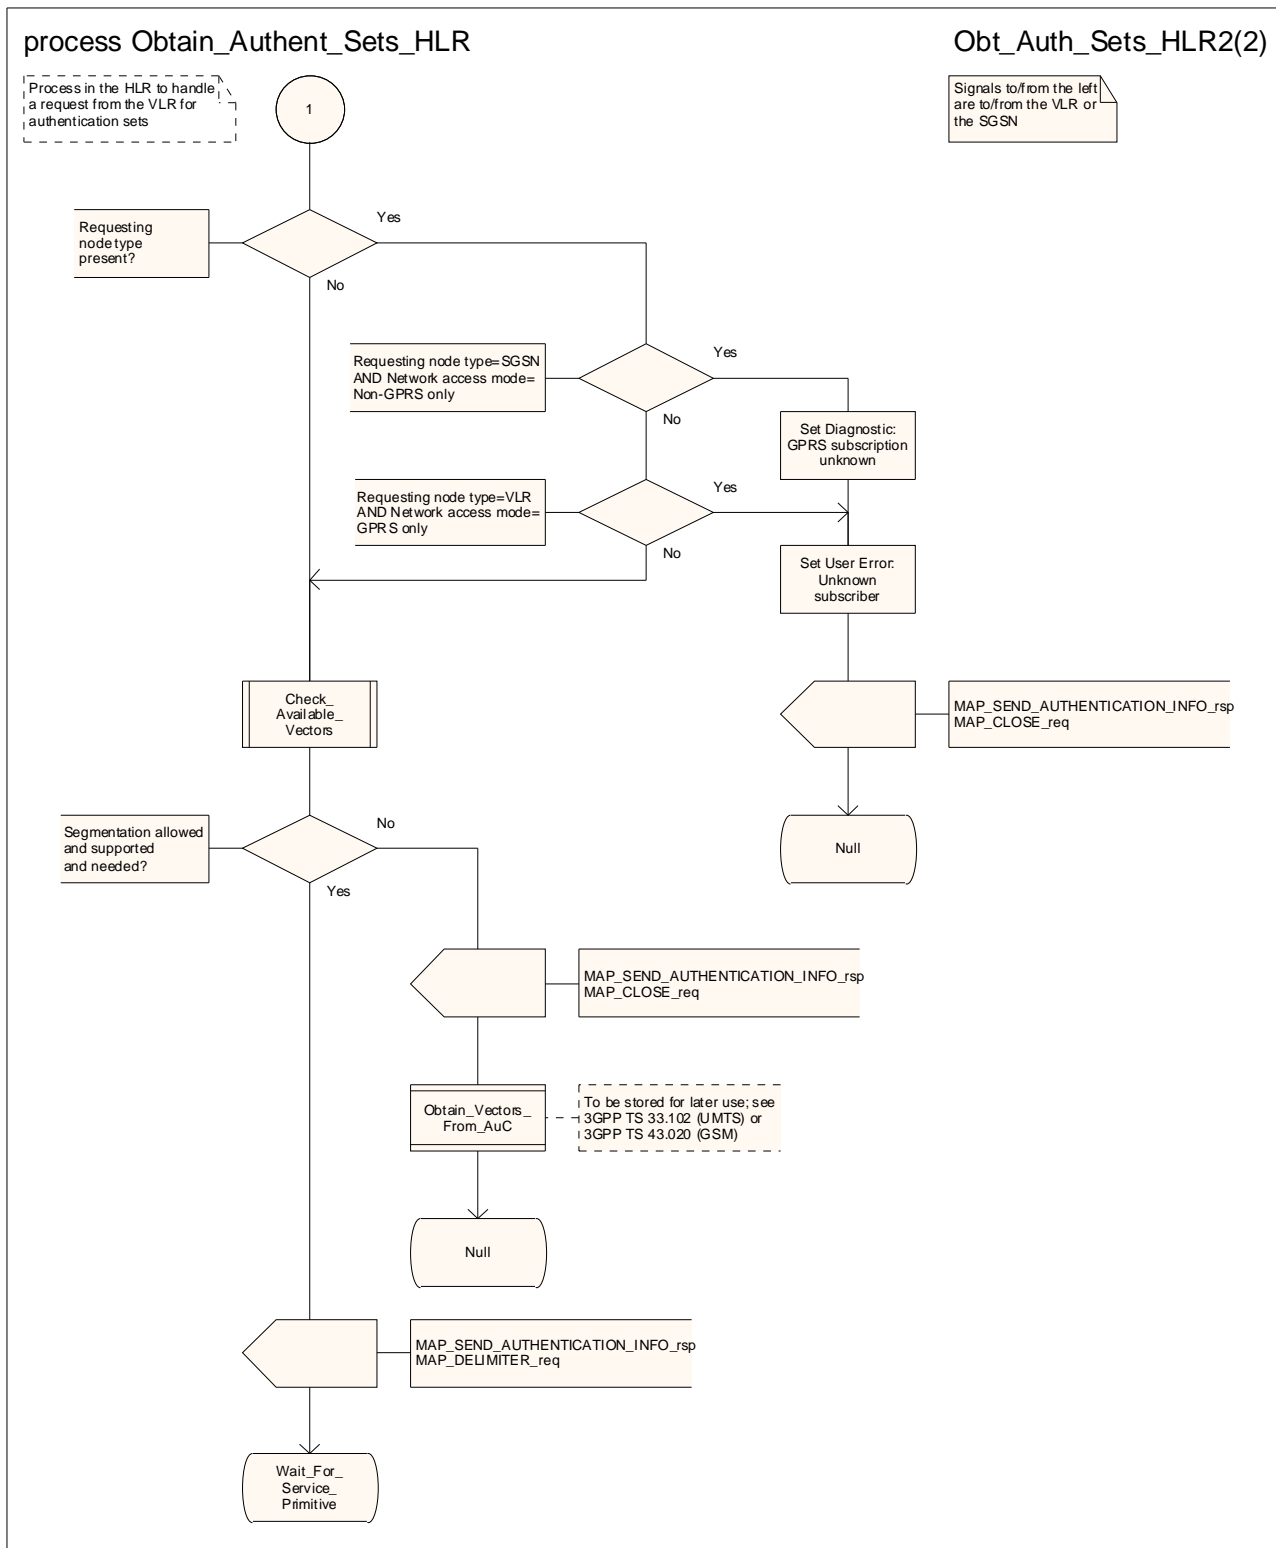 process Obtain_Authent_Sets_HLR
Obt_Auth_Sets_HLR2(2)
Process in the HLR to handle
a request from the VLR for
authentication sets
1
Signals to/from the left
are to/from the VLR or
the SGSN
Requesting
node type
present?
Yes
No
Requesting node type=SGSN
AND Network access mode=
Non-GPRS only
Yes
No
Set Diagnostic:
GPRS subscription
unknown
Requesting node type=VLR
AND Network access mode=
GPRS only
Yes
No
Set User Error:
Unknown
subscriber
Check_
Available_
Vectors
MAP_SEND_AUTHENTICATION_INFO_rsp
MAP_CLOSE_req
Segmentation allowed
and supported
and needed?
No
Yes
Null
MAP_SEND_AUTHENTICATION_INFO_rsp
MAP_CLOSE_req
Obtain_Vectors_
From_AuC
To be stored for later use; see
3GPP TS 33.102 (UMTS) or
3GPP TS 43.020 (GSM)
Null
MAP_SEND_AUTHENTICATION_INFO_rsp
MAP_DELIMITER_req
Wait_For_
Service_
Primitive